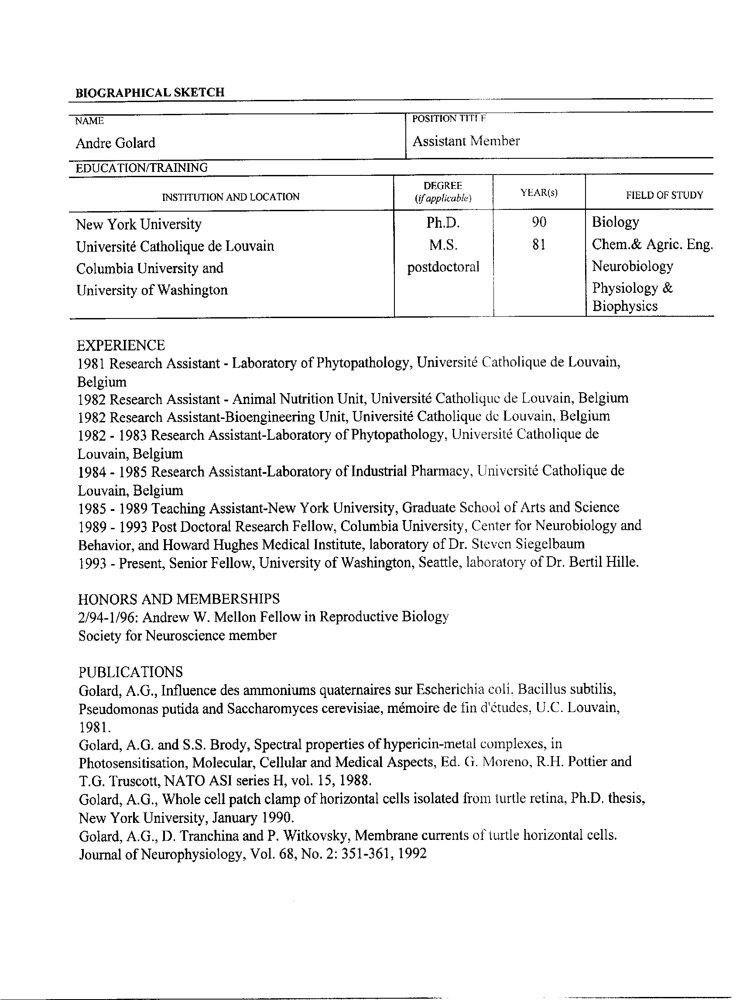 BIOGRAPHICAL SKETCH
NAME POSITION TITLE
Andre Golard Assistant Member
EDUCATION/TRAINING
INSTITUTION AND LOCATION DEGREE (if applicable) YEAR(s) FIELD OF STUDY
New York University Ph.D. 90 Biology
Université Catholique de Louvain M.S. 81 Chem.& Agric. Eng.
Columbia University and postdoctoral Neurobiology
University of Washington Physiology &
Biophysics
EXPERIENCE
1981 Research Assistant - Laboratory of Phytopathology, Université Catholique de Louvain,
Belgium
1982 Research Assistant - Animal Nutrition Unit, Université Catholique de Louvain, Belgium
1982 Research Assistant-Bioengineering Unit, Université Catholique de Louvain, Belgium
1982 - 1983 Research Assistant-Laboratory of Phytopathology, Université Catholique de
Louvain, Belgium
1984 - 1985 Research Assistant-Laboratory of Industrial Pharmacy, Université Catholique de
Louvain, Belgium
1985 - 1989 Teaching Assistant-New York University, Graduate School of Arts and Science
1989 - 1993 Post Doctoral Research Fellow, Columbia University, Center for Neurobiology and
Behavior, and Howard Hughes Medical Institute, laboratory of Dr. Steven Siegelbaum
1993 - Present, Senior Fellow, University of Washington, Seattle, laboratory of Dr. Bertil Hille.
HONORS AND MEMBERSHIPS
2/94-1/96: Andrew W. Mellon Fellow in Reproductive Biology
Society for Neuroscience member
PUBLICATIONS
Golard, A.G., Influence des ammoniums quaternaires sur Escherichia coli. Bacillus subtilis,
Pseudomonas putida and Saccharomyces cerevisiae, mémoire de fin d'études, U.C. Louvain,
1981.
Golard, A.G. and S.S. Brody, Spectral properties of hypericin-metal complexes, in
Photosensitisation, Molecular, Cellular and Medical Aspects, Ed. G. Moreno, R.H. Pottier and
T.G. Truscott, NATO ASI series H, vol. 15, 1988.
Golard, A.G., Whole cell patch clamp of horizontal cells isolated from turtle retina, Ph.D. thesis,
New York University, January 1990.
Golard, A.G., D. Tranchina and P. Witkovsky, Membrane currents of turtle horizontal cells.
Journal of Neurophysiology, Vol. 68, No. 2: 351-361, 1992